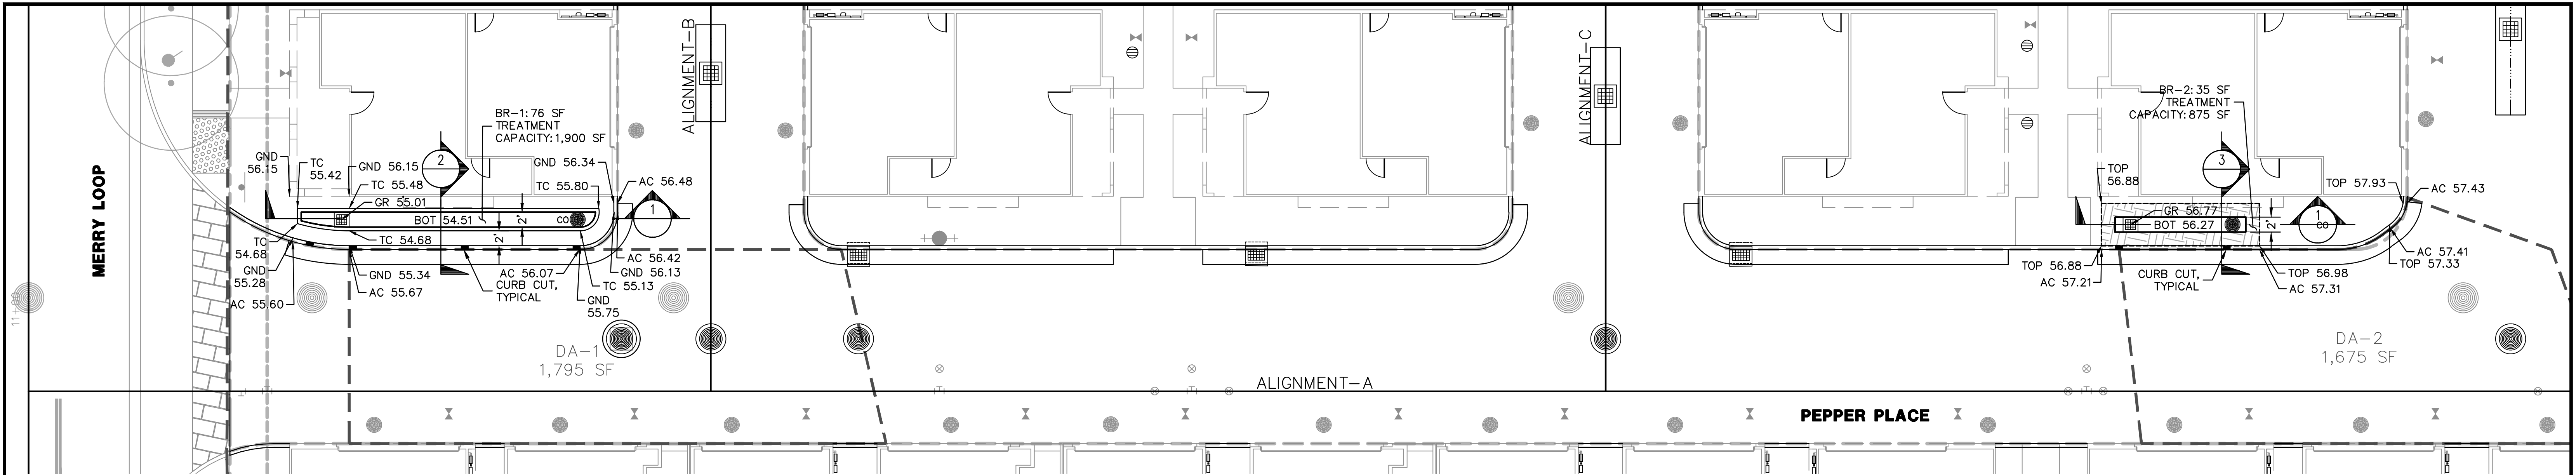 MERRY LOOP
11+00
GND
56.15
TC
55.42
GND 56.15
TC 55.48
GR 55.01
2
BR-1: 76 SF
TREATMENT
CAPACITY: 1,900 SF
GND 56.34
TC 55.80
AC 56.48
1
BOT 54.51
CO
2'
2'
TC
54.68
TC 54.68
GND
55.28
AC 55.60
GND 55.34
AC 55.67
AC 56.07
CURB CUT,
TYPICAL
AC 56.42
GND 56.13
TC 55.13
GND
55.75
DA-1
1,795 SF
ALIGNMENT-B
ALIGNMENT-C
ALIGNMENT-A
PEPPER PLACE
BR-2: 35 SF
TREATMENT
CAPACITY: 875 SF
3
TOP
56.88
GR 56.77
BOT 56.27
2'
1
CO
TOP 57.93
AC 57.43
AC 57.41
TOP 57.33
TOP 56.88
AC 57.21
CURB CUT,
TYPICAL
TOP 56.98
AC 57.31
DA-2
1,675 SF